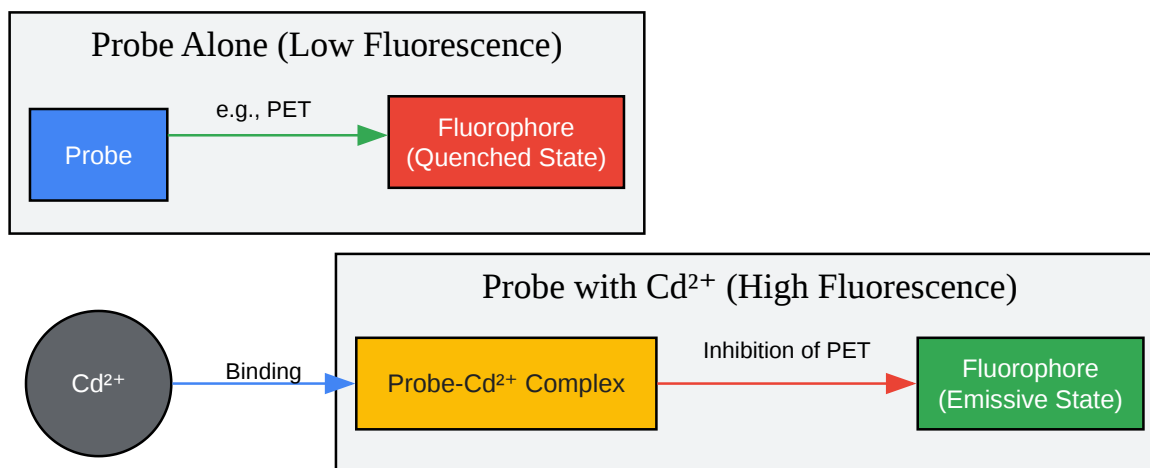 Probe Alone (Low Fluorescence)
e.g., PET
Probe
Fluorophore
(Quenched State)
Probe with Cd²⁺ (High Fluorescence)
Cd²⁺
Binding
Probe-Cd²⁺ Complex
Inhibition of PET
Fluorophore
(Emissive State)